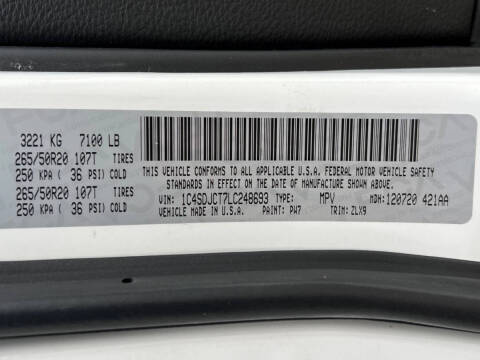 3221 KG 7100 LB
265/50R20 107T TIRES
250 KPA ( 36 PSI) COLD
265/50R20 107T TIRES
250 KPA ( 36 PSI) COLD
THIS VEHICLE CONFORMS TO ALL APPLICABLE U.S.A. FEDERAL MOTOR VEHICLE SAFETY
STANDARDS IN EFFECT ON THE DATE OF MANUFACTURE SHOWN ABOVE.
VIN: 1C4SDJCT7LC248693 TYPE: MPV MDH: 120720 421AA
VEHICLE MADE IN U.S.A. PAINT: PW7 TRIM: ZLX9